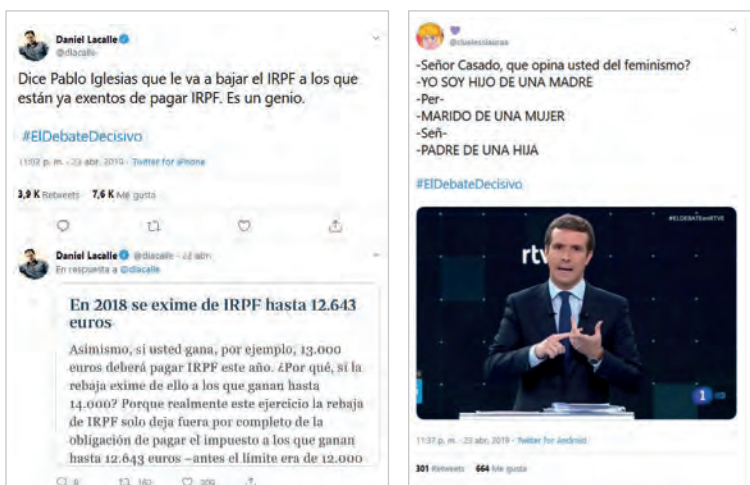 Daniel Lacalle
@dlacalle
Dice Pablo Iglesias que le va a bajar el IRPF a los que
están ya exentos de pagar IRPF. Es un genio.
#ElDebateDecisivo
11:02 p. m. · 23 abr. 2019 · Twitter for iPhone
3,9 K Retweets 7,6 K Me gusta
Daniel Lacalle @dlacalle · 23 abr.
En respuesta a @dlacalle
En 2018 se exime de IRPF hasta 12.643
euros
Asimismo, si usted gana, por ejemplo, 13.000
euros deberá pagar IRPF este año. ¿Por qué, si la
rebaja exime de ello a los que ganan hasta
14.000? Porque realmente este ejercicio la rebaja
de IRPF solo deja fuera por completo de la
obligación de pagar el impuesto a los que ganan
hasta 12.643 euros –antes el límite era de 12.000
@cluelesslauraa
-Señor Casado, que opina usted del feminismo?
-YO SOY HIJO DE UNA MADRE
-Per-
-MARIDO DE UNA MUJER
-Señ-
-PADRE DE UNA HIJA
#ElDebateDecisivo
#ELDEBATEenRTVE
rtv
1
11:37 p. m. · 23 abr. 2019 · Twitter for Android
301 Retweets 664 Me gusta